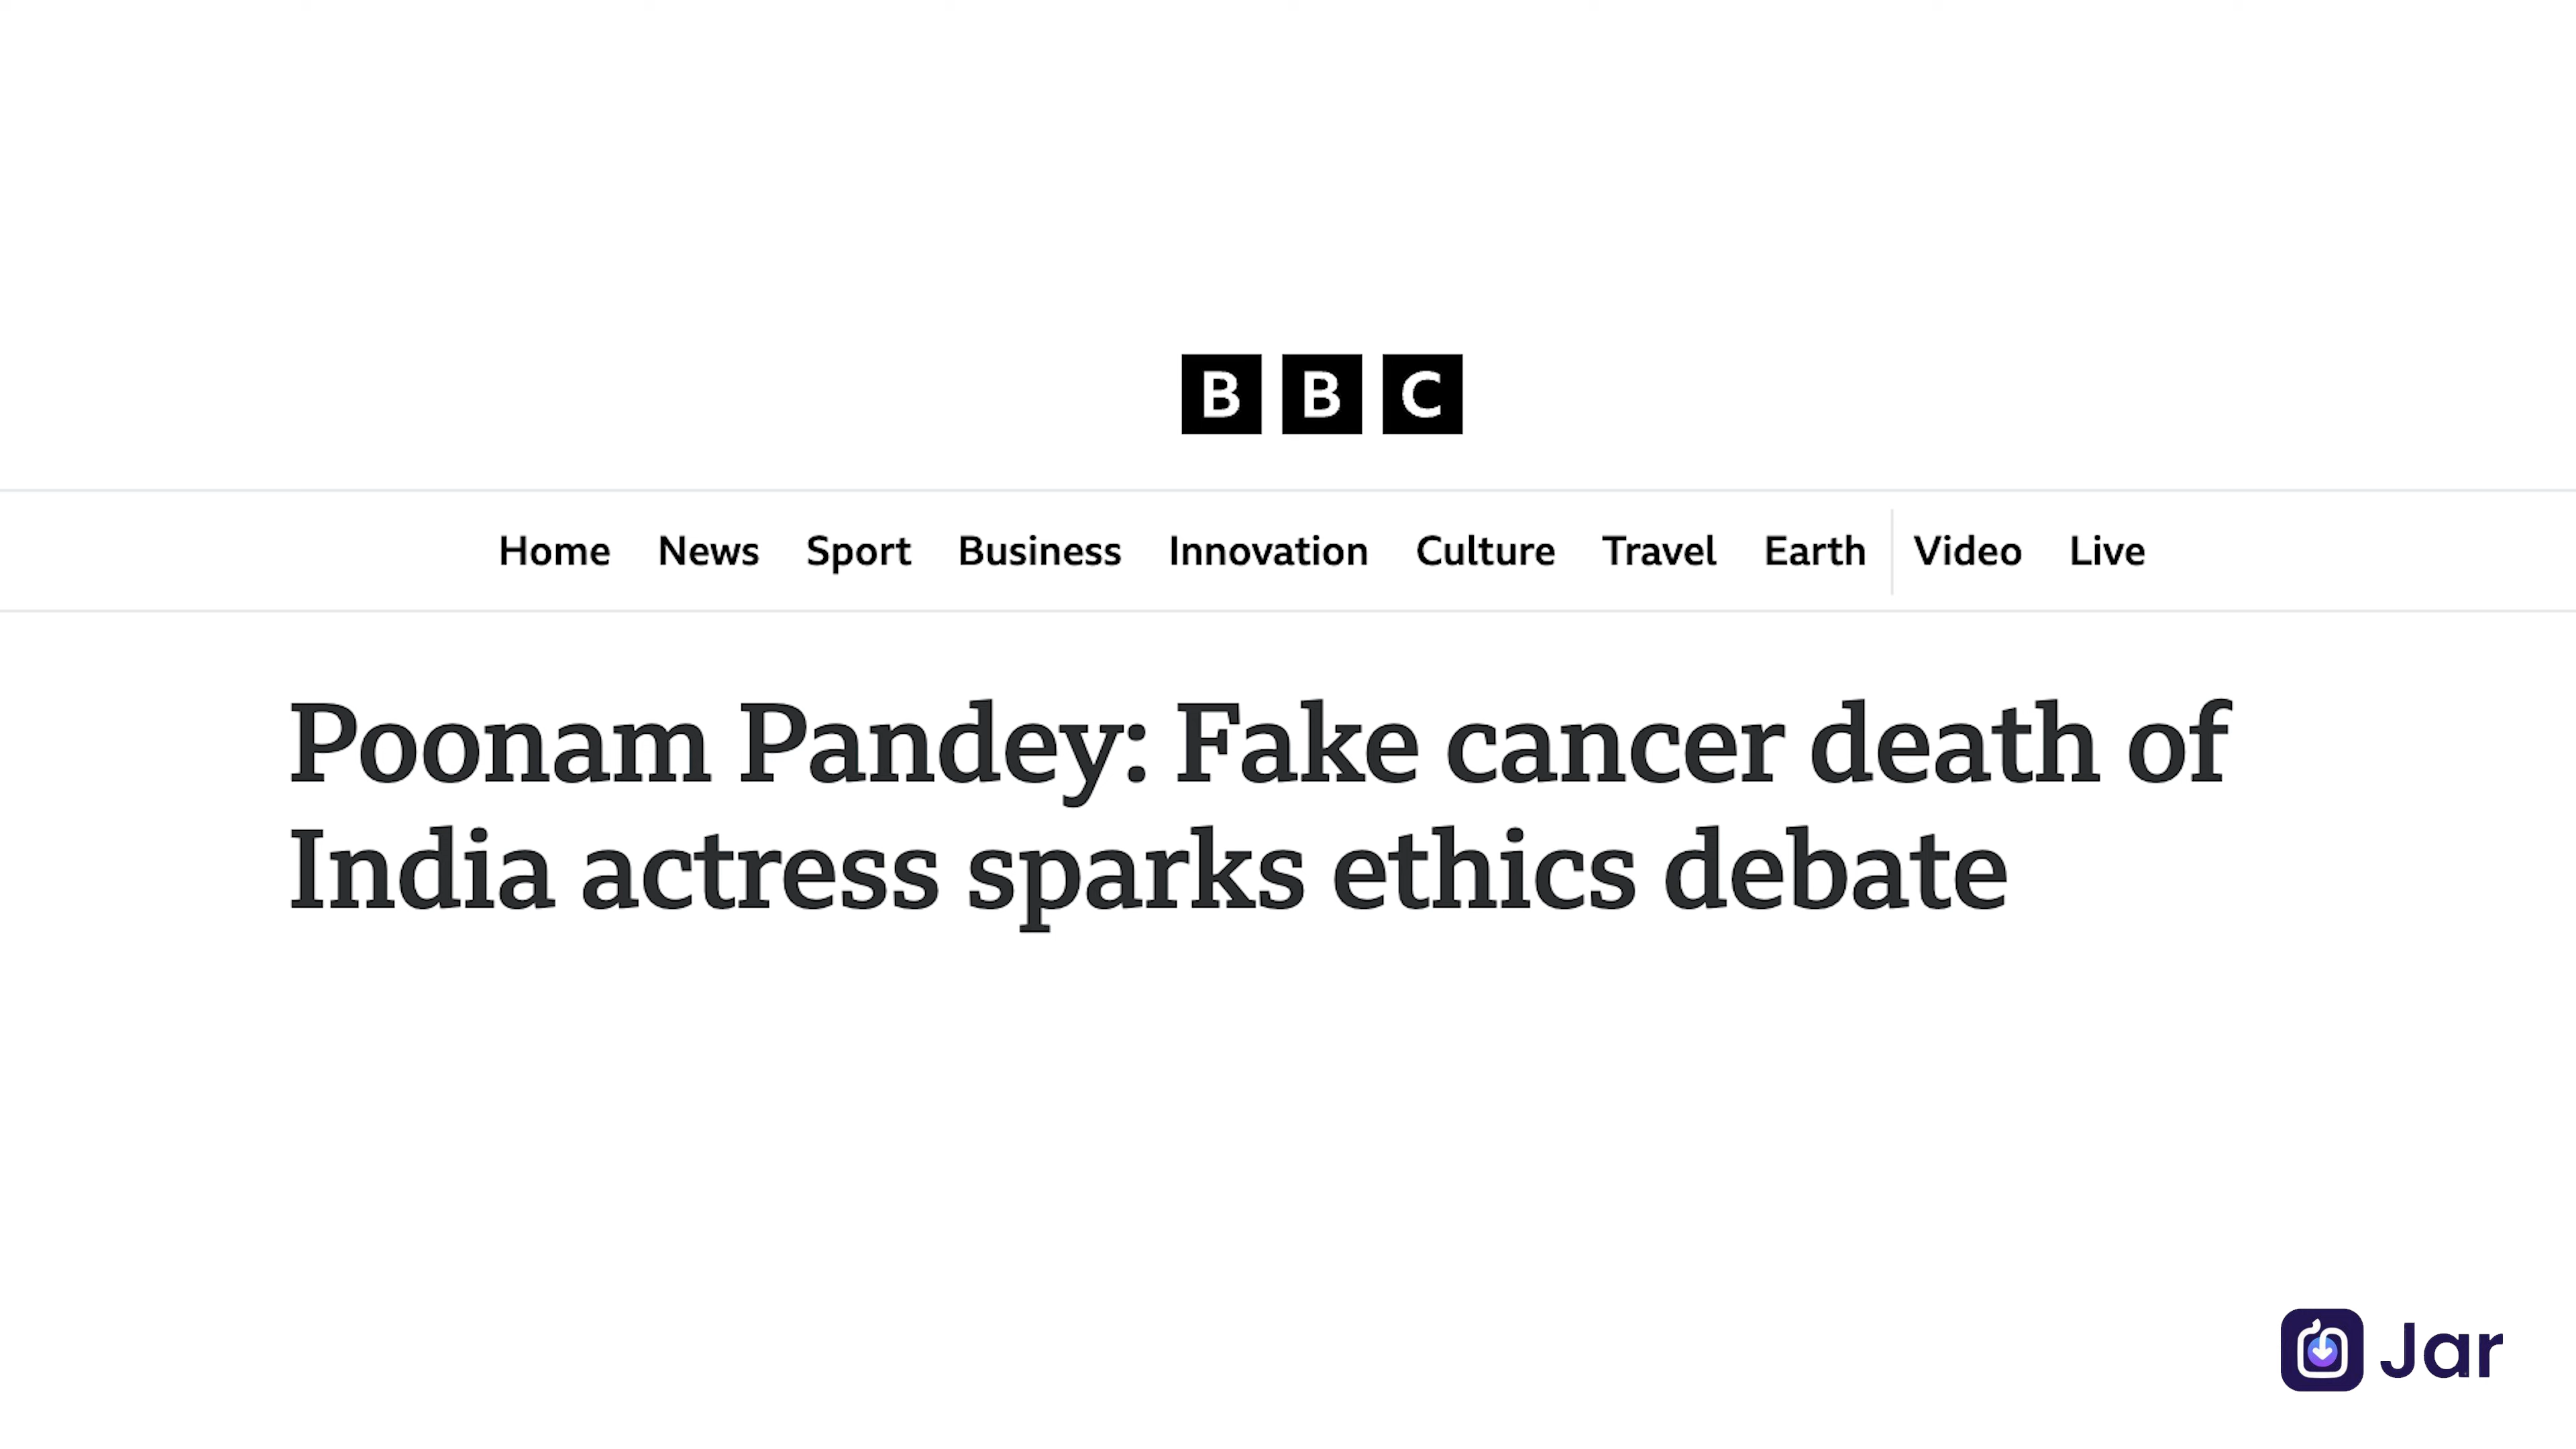 BBC
Home News Sport Business Innovation Culture Travel Earth Video Live
Poonam Pandey: Fake cancer death of
India actress sparks ethics debate
Jar